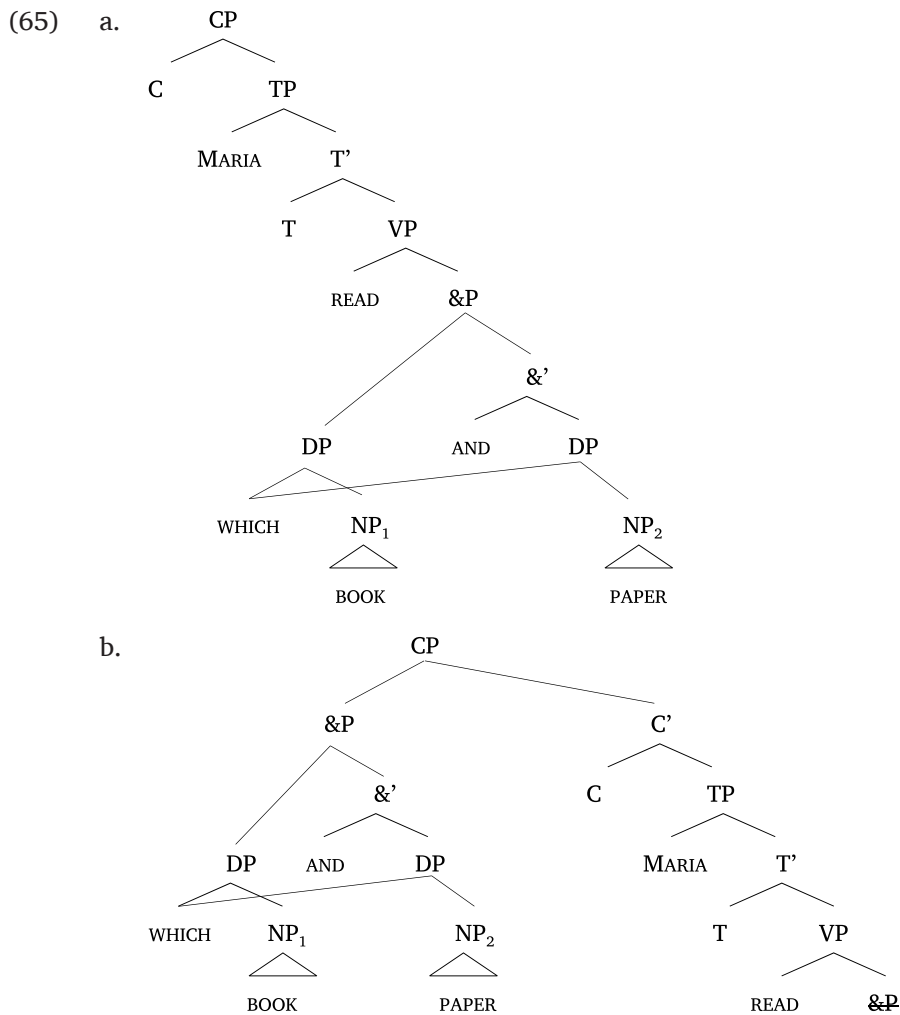 (65) a. CP
C TP
MARIA T’
T VP
READ &P
&’
DP AND DP
WHICH NP1 NP2
BOOK PAPER
b. CP
&P C’
&’ C TP
DP AND DP MARIA T’
WHICH NP1 NP2 T VP
BOOK PAPER READ &P